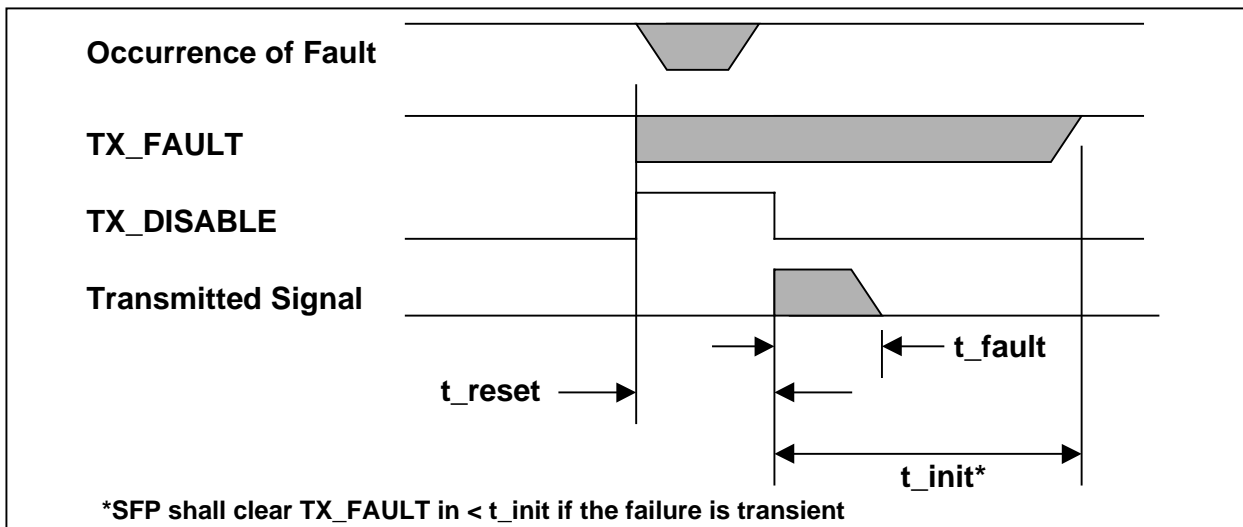 Occurrence of Fault
TX_FAULT
TX_DISABLE
Transmitted Signal
t_fault
t_reset
t_init*
*SFP shall clear TX_FAULT in < t_init if the failure is transient